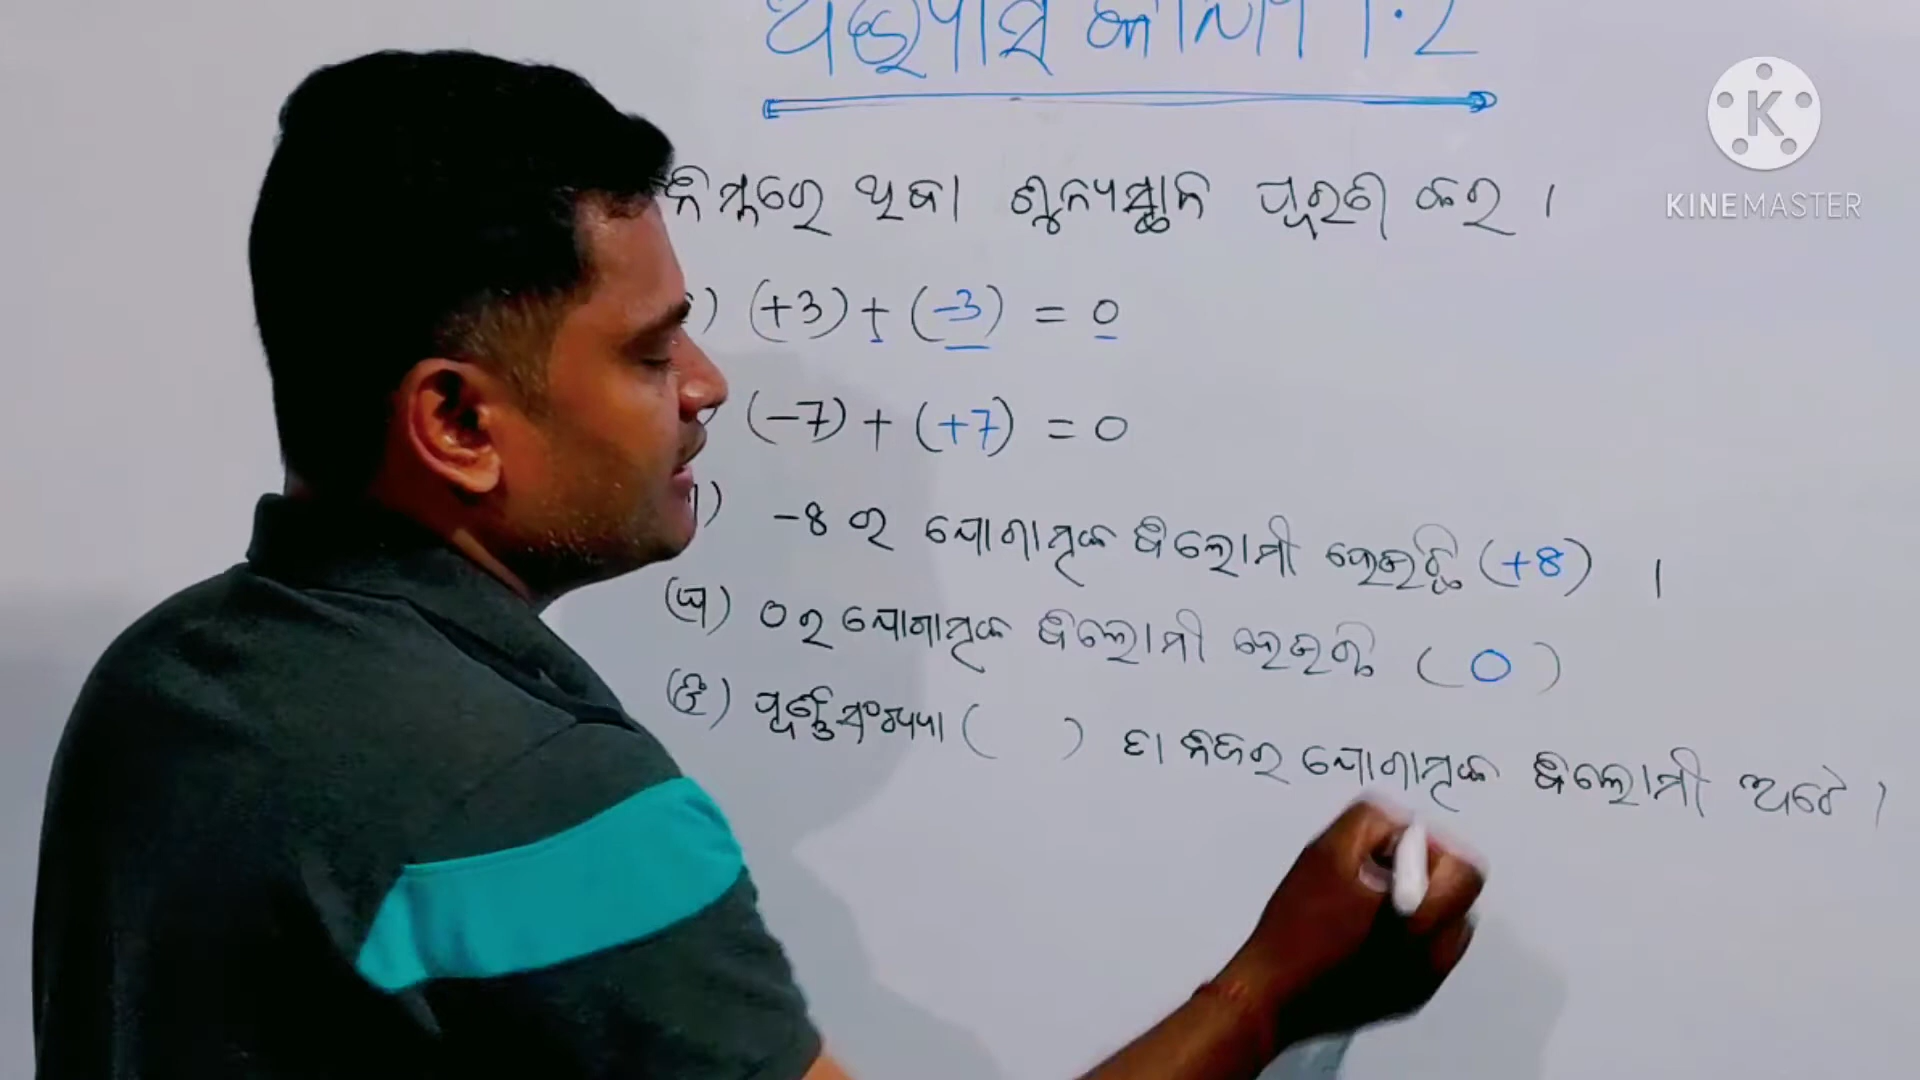 ଅଭ୍ୟାସ କାର୍ଯ୍ୟ 1.2
K
KINEMASTER
ନିମ୍ନରେ ଥିବା ଶୁନ୍ୟସ୍ଥାନ ପୂରଣ କର ।
) (+3) + (-3) = 0
(-7) + (+7) = 0
) -8 ର ଯୋଗାତ୍ମକ ବିଲୋମୀ ହେଉଛି (+8) ।
(ଘ) 0 ର ଯୋଗାତ୍ମକ ବିଲୋମୀ ହେଉଛି ( 0 )
(ଙ) ପୂର୍ଣ୍ଣସଂଖ୍ୟା ( ) ତା ନିଜର ଯୋଗାତ୍ମକ ବିଲୋମୀ ଅଟେ ।